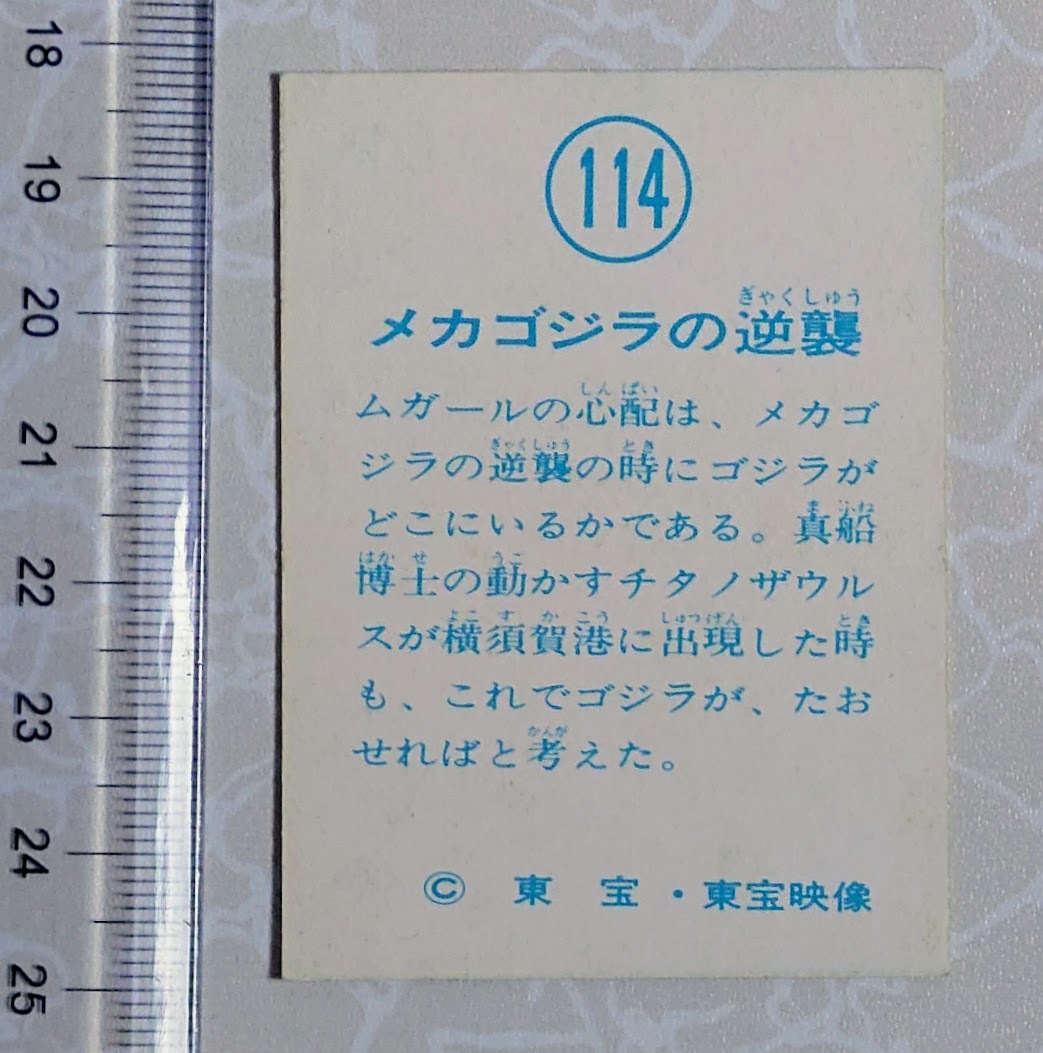 18
19
20
21
22
23
24
25
114
ぎゃくしゅう
メカゴジラの逆襲
しんぱい
ムガールの心配は、メカゴ
ぎゃくしゅう とき
ジラの逆襲の時にゴジラが
まふね
どこにいるかである。真船
はかせ うご
博士の動かすチタノザウル
よこすかこう しゅつげん とき
スが横須賀港に出現した時
も、これでゴジラが、たお
かんが
せればと考えた。
© 東 宝・東宝映像